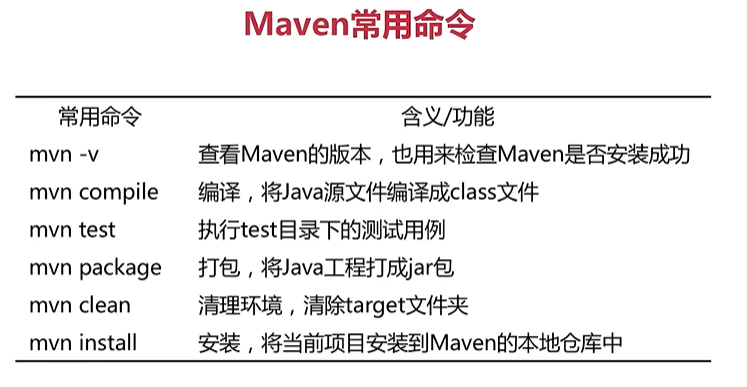 Maven常用命令
常用命令 含义/功能
mvn -v 查看Maven的版本，也用来检查Maven是否安装成功
mvn compile 编译，将Java源文件编译成class文件
mvn test 执行test目录下的测试用例
mvn package 打包，将Java工程打成jar包
mvn clean 清理环境，清除target文件夹
mvn install 安装，将当前项目安装到Maven的本地仓库中